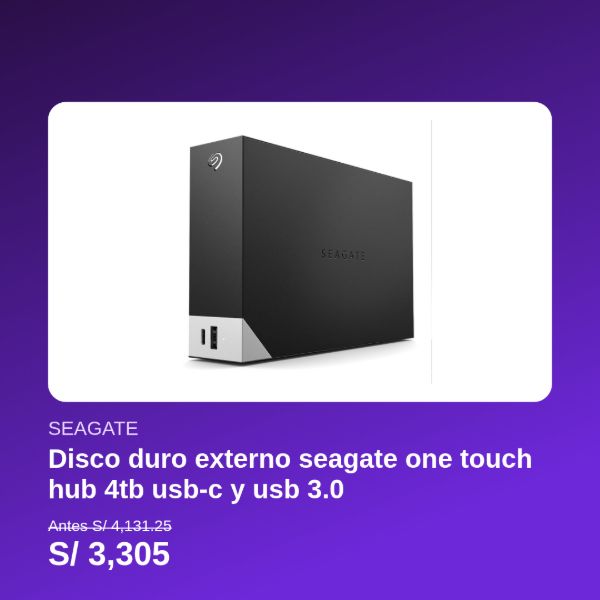 SEAGATE
SEAGATE
Disco duro externo seagate one touch
hub 4tb usb-c y usb 3.0
Antes S/ 4,131.25
S/ 3,305